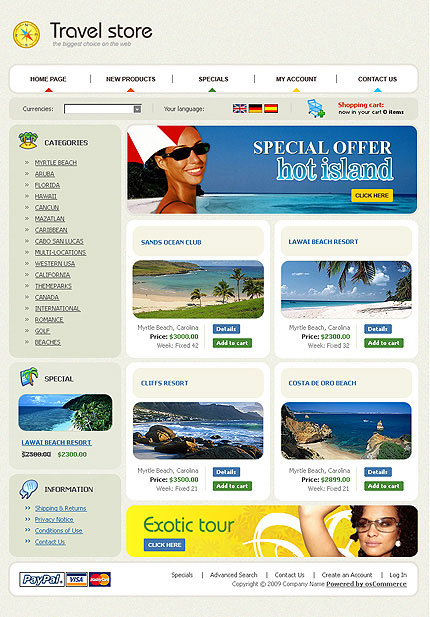 Travel store
the biggest choice on the web
HOME PAGE
NEW PRODUCTS
SPECIALS
MY ACCOUNT
CONTACT US
Currencies:
Your language:
Shopping cart:
now in your cart 0 items
CATEGORIES
MYRTLE BEACH
ARUBA
FLORIDA
HAWAII
CANCUN
MAZATLAN
CARIBBEAN
CABO SAN LUCAS
MULTI-LOCATIONS
WESTERN USA
CALIFORNIA
THEMEPARKS
CANADA
INTERNATIONAL
ROMANCE
GOLF
BEACHES
SPECIAL
LAWAI BEACH RESORT
$2300.00 $2300.00
INFORMATION
Shipping & Returns
Privacy Notice
Conditions of Use
Contact Us
SPECIAL OFFER
hot island
CLICK HERE
SANDS OCEAN CLUB
Myrtle Beach, Carolina
Price: $3000.00
Week: Fixed 42
Details
Add to cart
LAWAI BEACH RESORT
Myrtle Beach, Carolina
Price: $2300.00
Week: Fixed 32
Details
Add to cart
CLIFFS RESORT
Myrtle Beach, Carolina
Price: $3500.00
Week: Fixed 21
Details
Add to cart
COSTA DE ORO BEACH
Myrtle Beach, Carolina
Price: $2899.00
Week: Fixed 21
Details
Add to cart
Exotic tour
CLICK HERE
PayPal VISA MasterCard
Specials | Advanced Search | Contact Us | Create an Account | Log In
Copyright © 2009 Company Name Powered by osCommerce